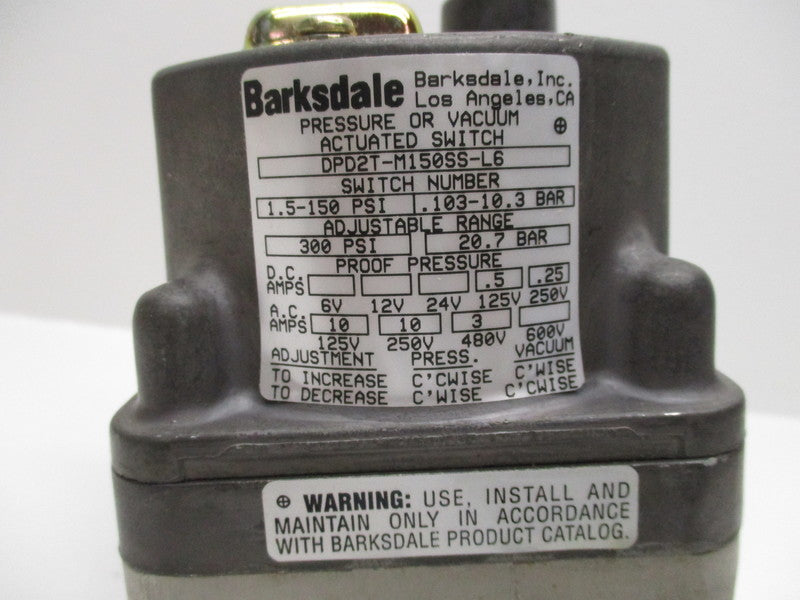 Barksdale Barksdale, Inc.
Los Angeles, CA
PRESSURE OR VACUUM
ACTUATED SWITCH
DPD2T-M150SS-L6
SWITCH NUMBER
1.5-150 PSI .103-10.3 BAR
ADJUSTABLE RANGE
300 PSI 20.7 BAR
PROOF PRESSURE
D.C. AMPS .5 .25
6V 12V 24V 125V 250V
A.C. AMPS 10 10 3
125V 250V 480V 600V
ADJUSTMENT PRESS. VACUUM
TO INCREASE C'CWISE C'WISE
TO DECREASE C'WISE C'CWISE
WARNING: USE, INSTALL AND
MAINTAIN ONLY IN ACCORDANCE
WITH BARKSDALE PRODUCT CATALOG.